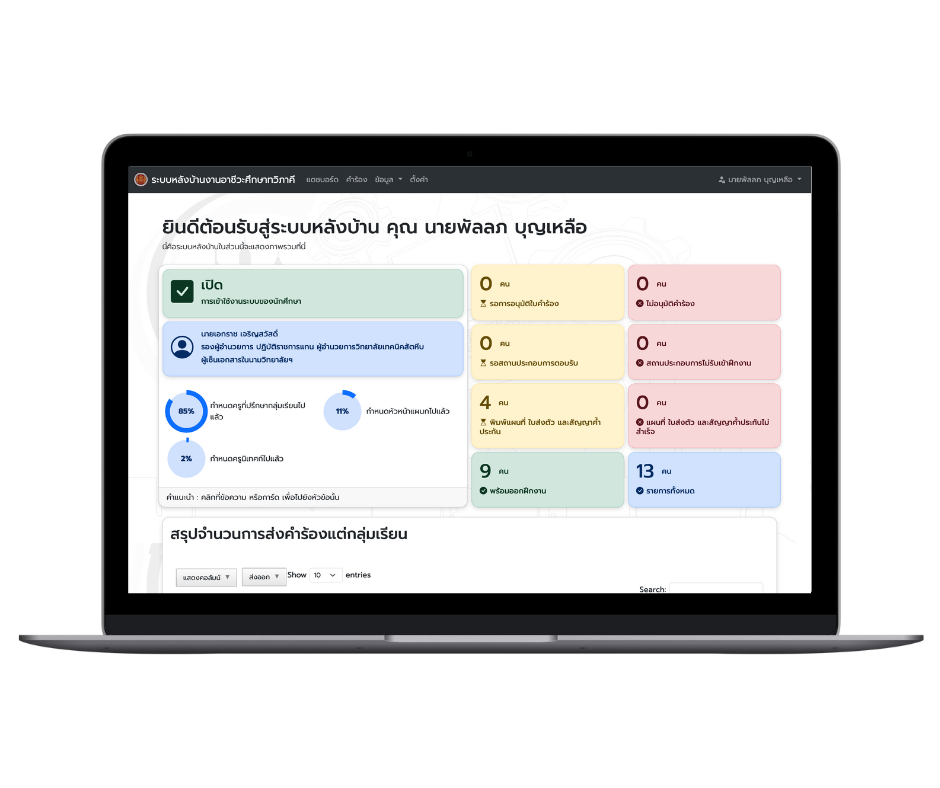 ระบบหลังบ้านงานอาชีวะศึกษาทวิภาคี
แดชบอร์ด คำร้อง ข้อมูล ตั้งค่า
นายพัลลภ บุญเหลือ
ยินดีต้อนรับสู่ระบบหลังบ้าน คุณ นายพัลลภ บุญเหลือ
นี่คือระบบหลังบ้านในส่วนนี้จะแสดงภาพรวมที่นี่
เปิด
การเข้าใช้งานระบบของนักศึกษา
นายเอกราช เจริญสวัสดิ์
รองผู้อำนวยการ ปฏิบัติราชการแทน ผู้อำนวยการวิทยาลัยเทคนิคสัตหีบ
ผู้เซ็นเอกสารในนามวิทยาลัยฯ
85%
กำหนดครูที่ปรึกษากลุ่มเรียนไป
แล้ว
11%
กำหนดหัวหน้าแผนกไปแล้ว
2%
กำหนดครูนิเทศก์ไปแล้ว
คำแนะนำ : คลิกที่ข้อความ หรือการ์ด เพื่อไปยังหัวข้อนั้น
0 คน
รอการอนุมัติใบคำร้อง
0 คน
ไม่อนุมัติคำร้อง
0 คน
รอสถานประกอบการตอบรับ
0 คน
สถานประกอบการไม่รับเข้าฝึกงาน
4 คน
พิมพ์แผนที่ ใบส่งตัว และสัญญาค้ำ
ประกัน
0 คน
แผนที่ ใบส่งตัว และสัญญาค้ำประกันไม่
สำเร็จ
9 คน
พร้อมออกฝึกงาน
13 คน
รายการทั้งหมด
สรุปจำนวนการส่งคำร้องแต่กลุ่มเรียน
แสดงคอลัมน์ ▼ ส่งออก ▼ Show 10 entries
Search: